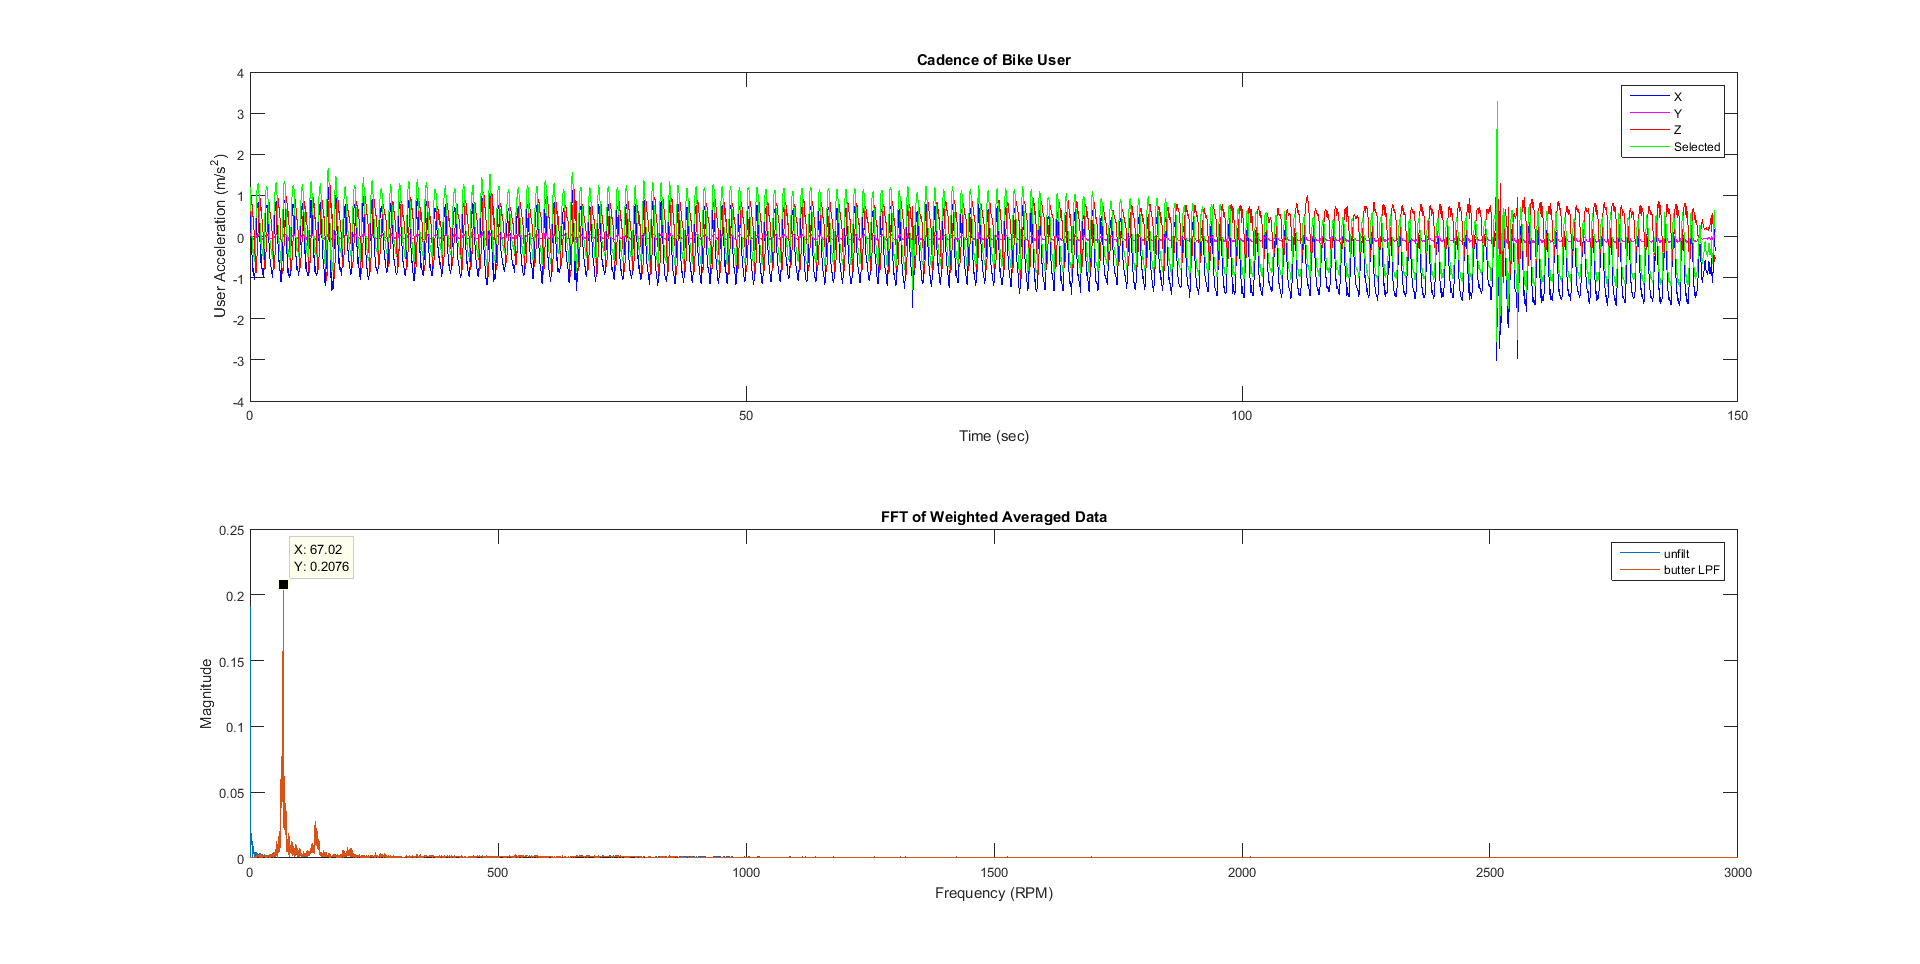 Cadence of Bike User
4
3
2
1
0
-1
-2
-3
-4
User Acceleration (m/s²)
X
Y
Z
Selected
0
50
100
150
Time (sec)
FFT of Weighted Averaged Data
0.25
0.2
0.15
0.1
0.05
0
Magnitude
X: 67.02
Y: 0.2076
unfilt
butter LPF
0
500
1000
1500
2000
2500
3000
Frequency (RPM)